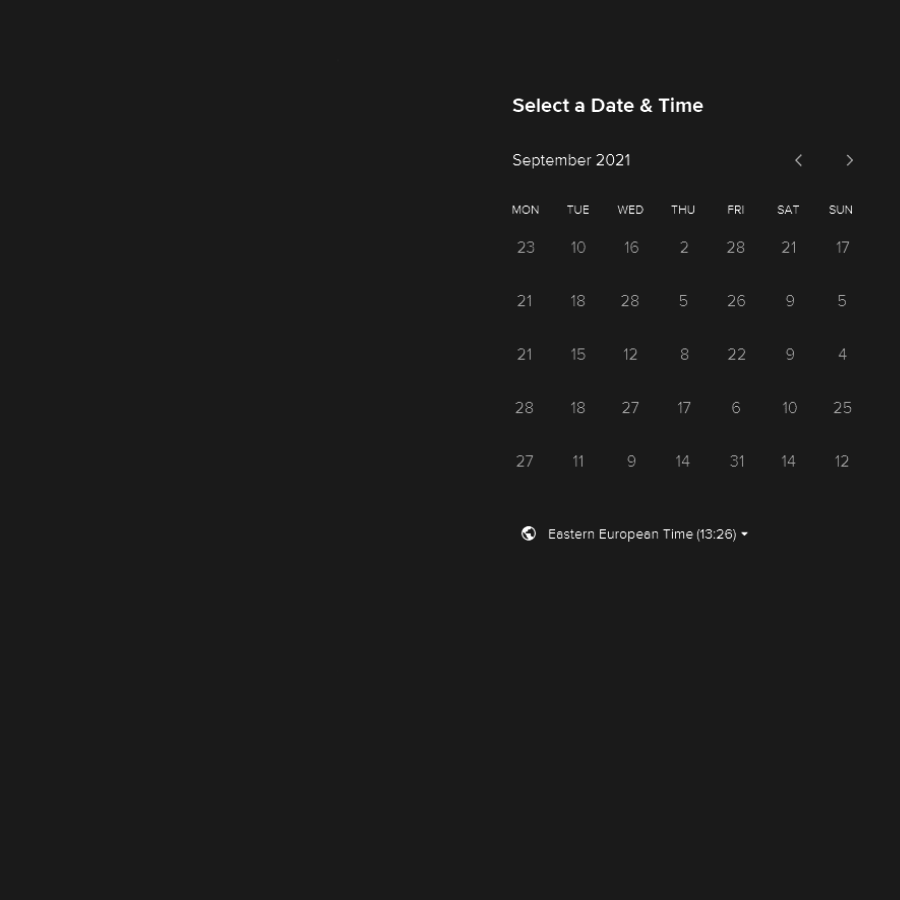 Select a Date & Time
September 2021
MON TUE WED THU FRI SAT SUN
23 10 16 2 28 21 17
21 18 28 5 26 9 5
21 15 12 8 22 9 4
28 18 27 17 6 10 25
27 11 9 14 31 14 12
Eastern European Time (13:26)